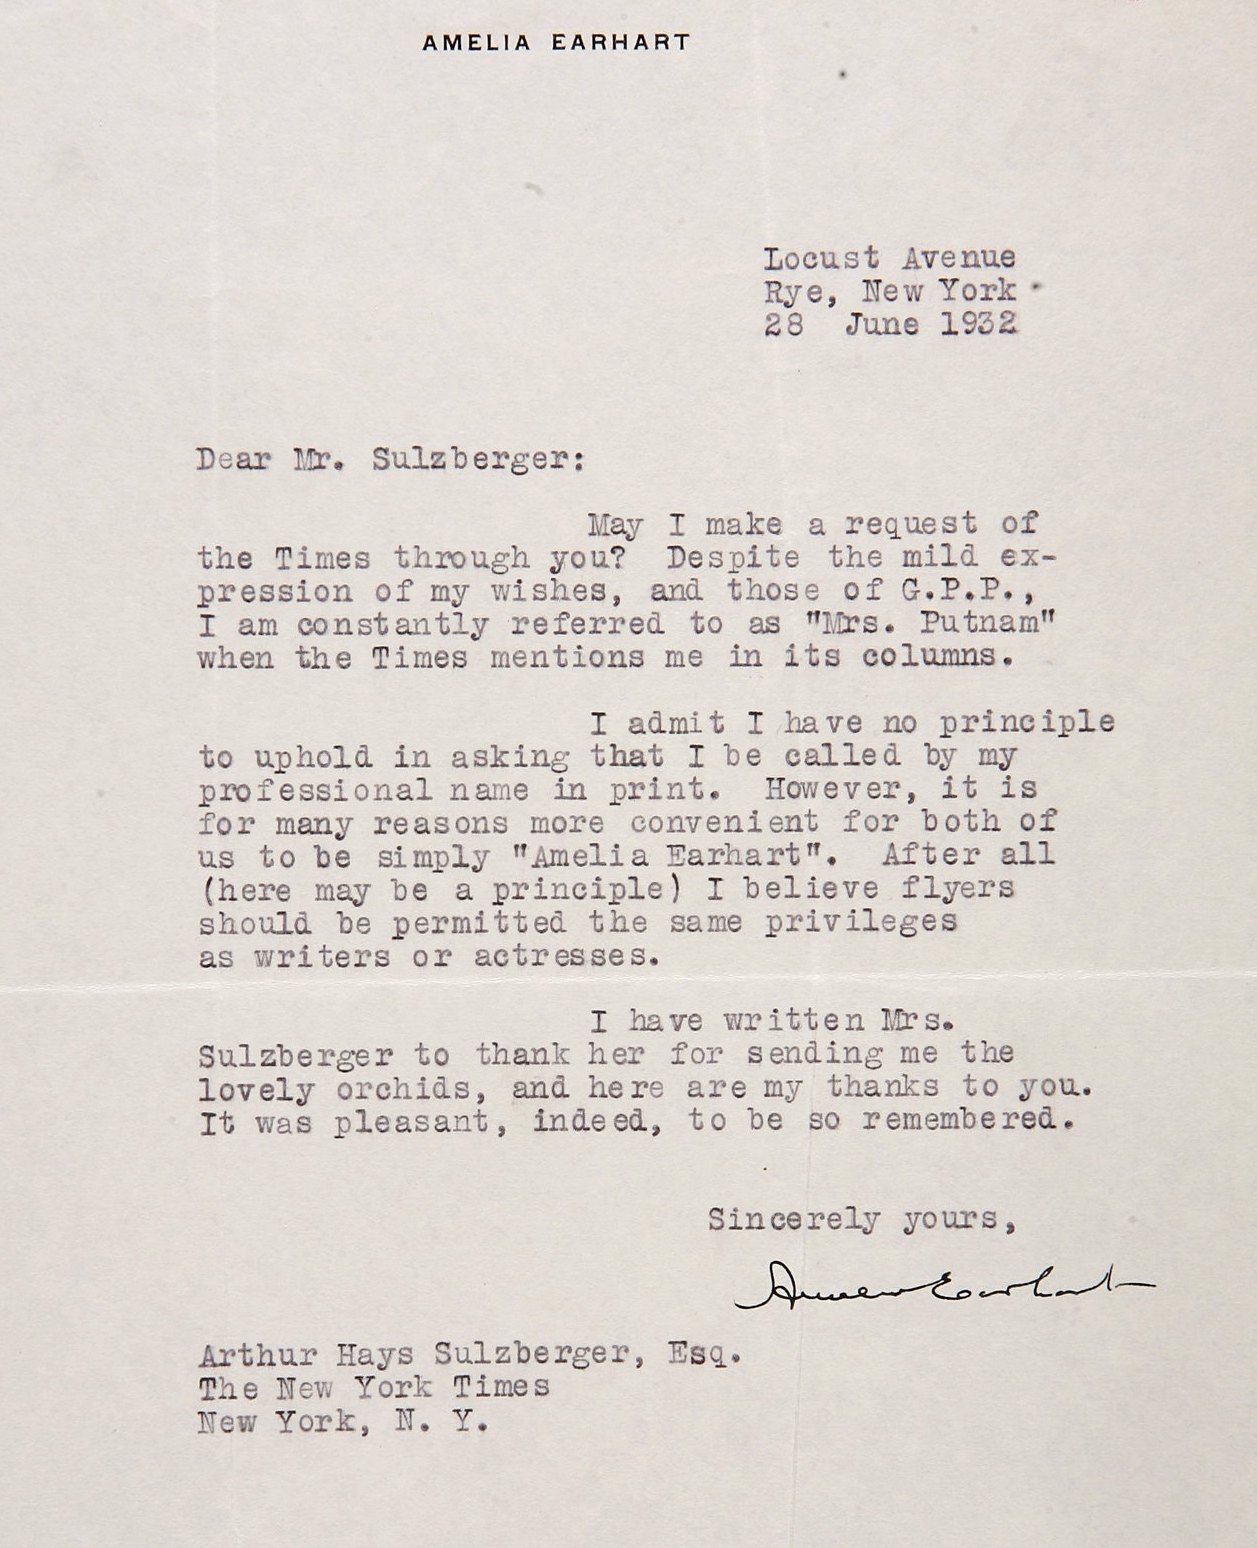 AMELIA EARHART
Locust Avenue
Rye, New York
28 June 1932
Dear Mr. Sulzberger:
May I make a request of
the Times through you? Despite the mild ex-
pression of my wishes, and those of G.P.P.,
I am constantly referred to as "Mrs. Putnam"
when the Times mentions me in its columns.
I admit I have no principle
to uphold in asking that I be called by my
professional name in print. However, it is
for many reasons more convenient for both of
us to be simply "Amelia Earhart". After all
(here may be a principle) I believe flyers
should be permitted the same privileges
as writers or actresses.
I have written Mrs.
Sulzberger to thank her for sending me the
lovely orchids, and here are my thanks to you.
It was pleasant, indeed, to be so remembered.
Sincerely yours,
Amelia Earhart
Arthur Hays Sulzberger, Esq.
The New York Times
New York, N. Y.